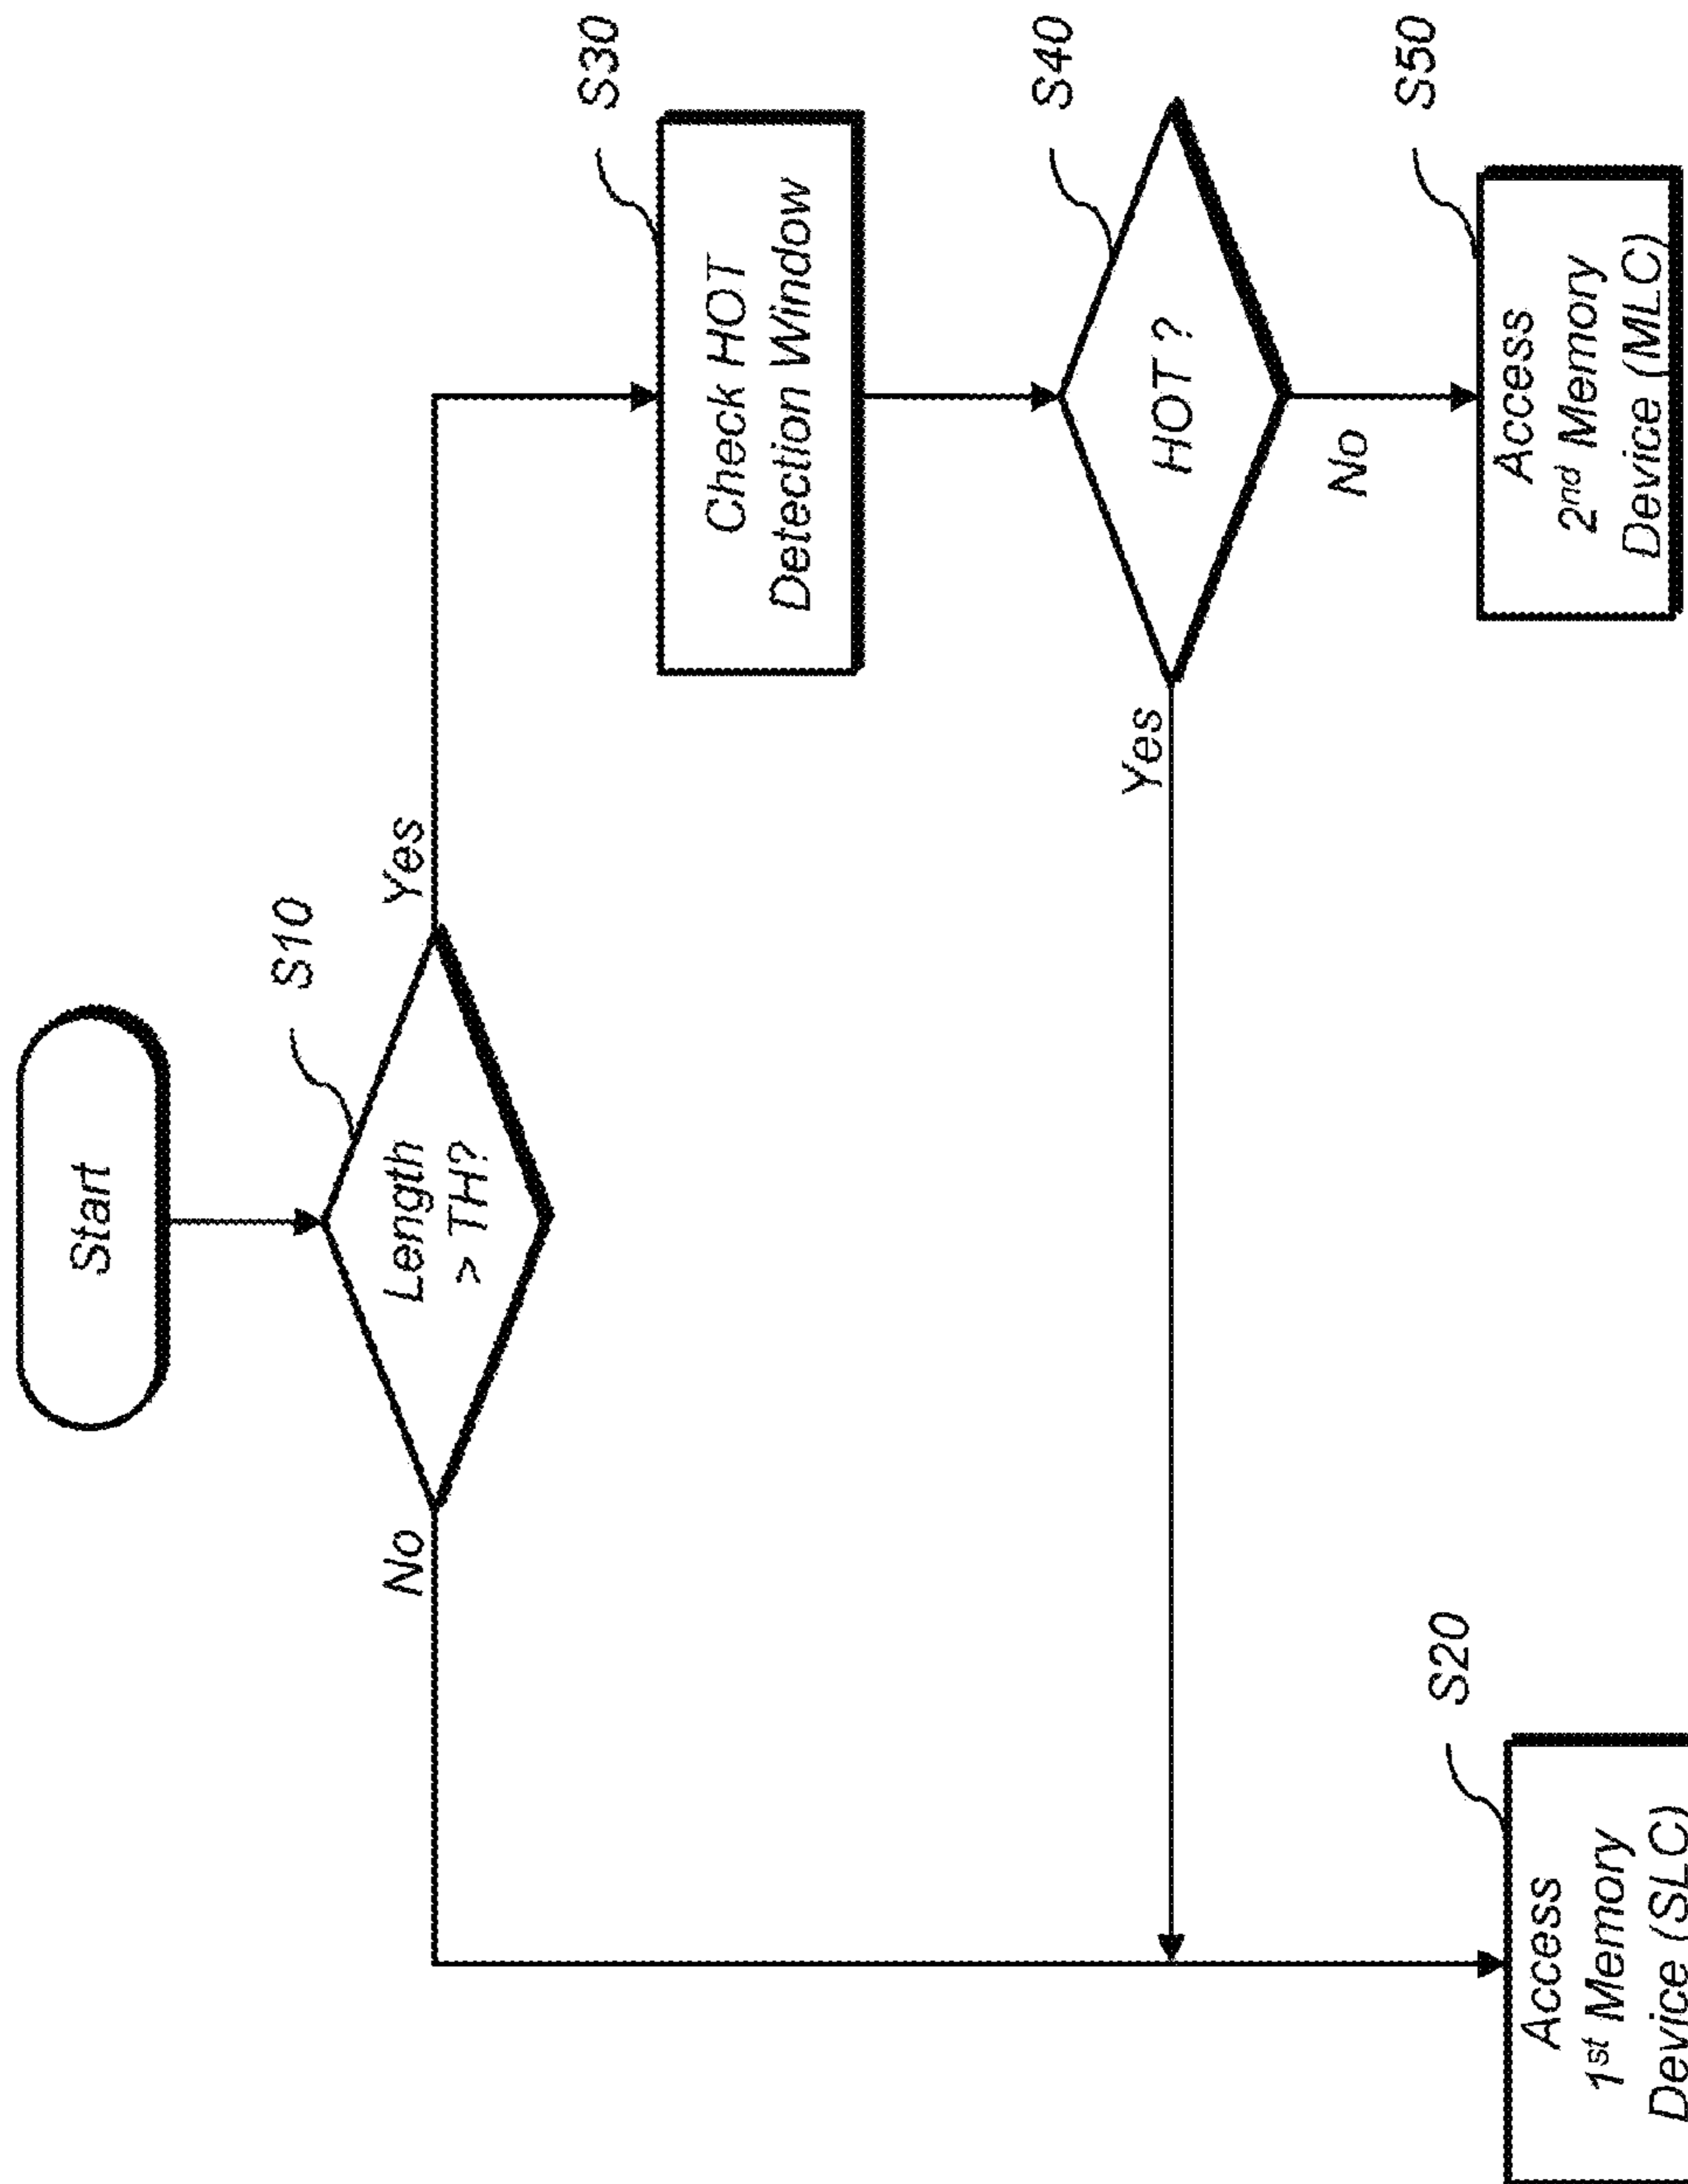 Start
S10
Length
> TH?
No
Yes
S30
Check HOT
Detection Window
S40
HOT ?
Yes
No
S50
Access
2nd Memory
Device (MLC)
S20
Access
1st Memory
Device (SLC)